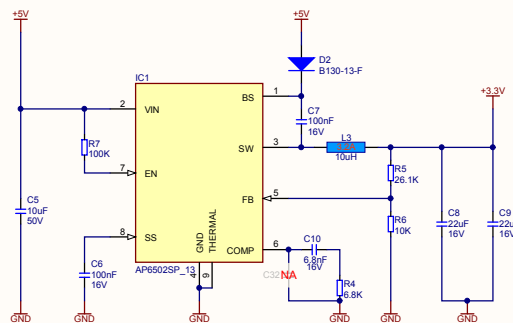 +5V
+5V
D2
B130-13-F
IC1
+3.3V
BS
1
C7
100nF
16V
2
VIN
L3
SW
3
10uH
R7
100K
R5
26.1K
7
EN
FB
5
C5
10uF
50V
R6
10K
C8
22uF
16V
C9
22uF
16V
8
SS
COMP
6
C10
6.8nF
16V
GND
THERMAL
C6
100nF
16V
AP6502SP_13
4
9
C32
NA
R4
6.8K
GND
GND
GND
GND
GND
GND